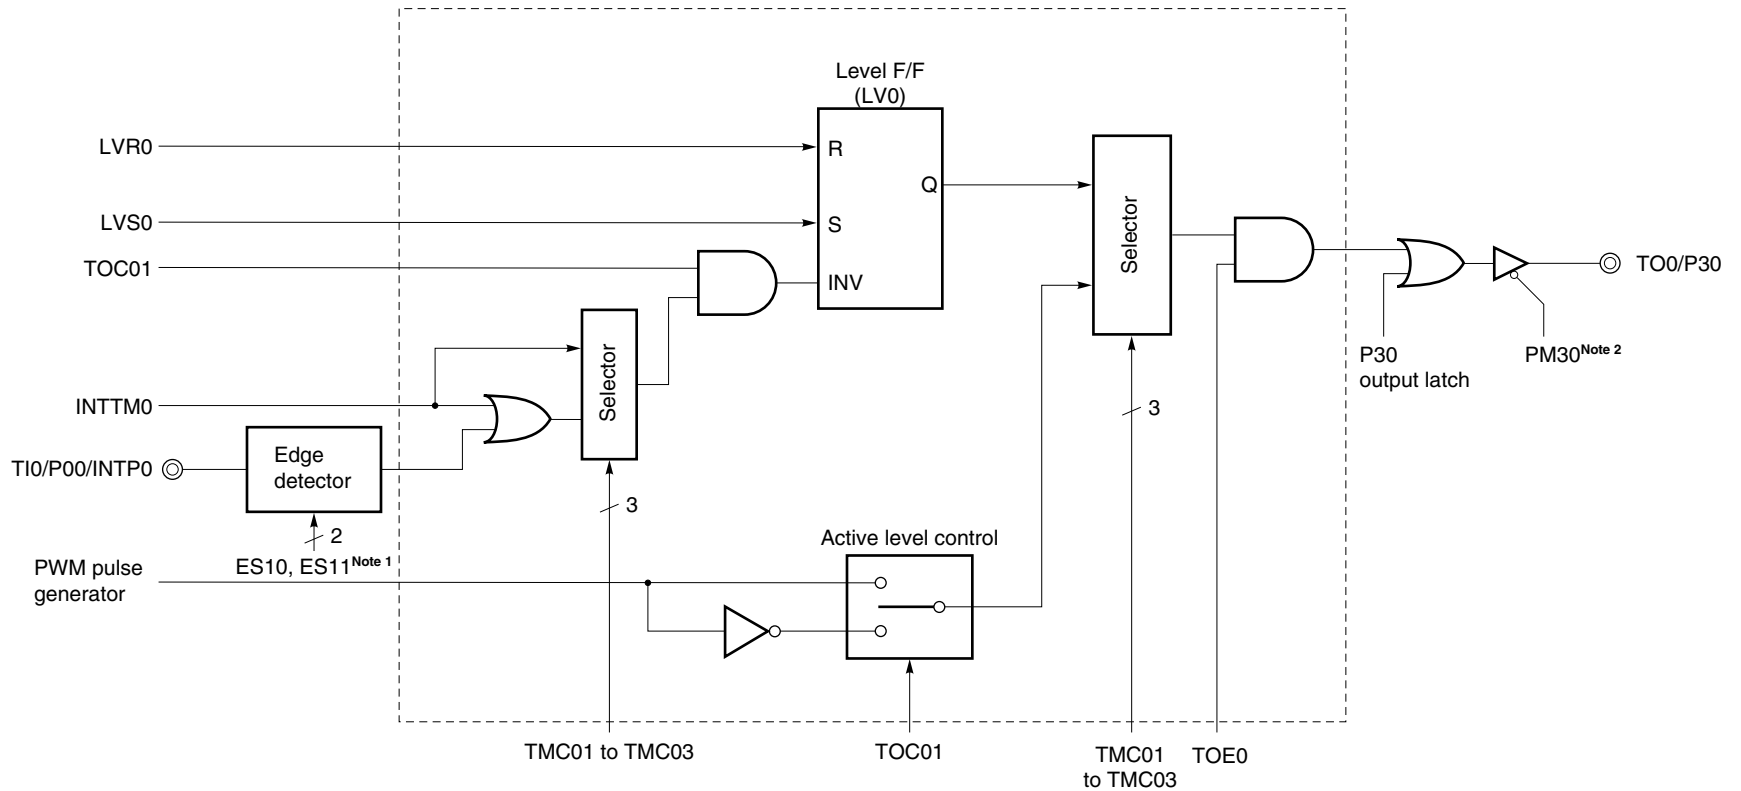 Level F/F
(LV0)
LVR0
R
Q
LVS0
S
TOC01
INV
Selector
Selector
TO0/P30
P30
output latch
PM30Note 2
INTTM0
3
TI0/P00/INTP0
Edge
detector
3
2
ES10, ES11Note 1
Active level control
PWM pulse
generator
TMC01 to TMC03
TOC01
TMC01
to TMC03
TOE0